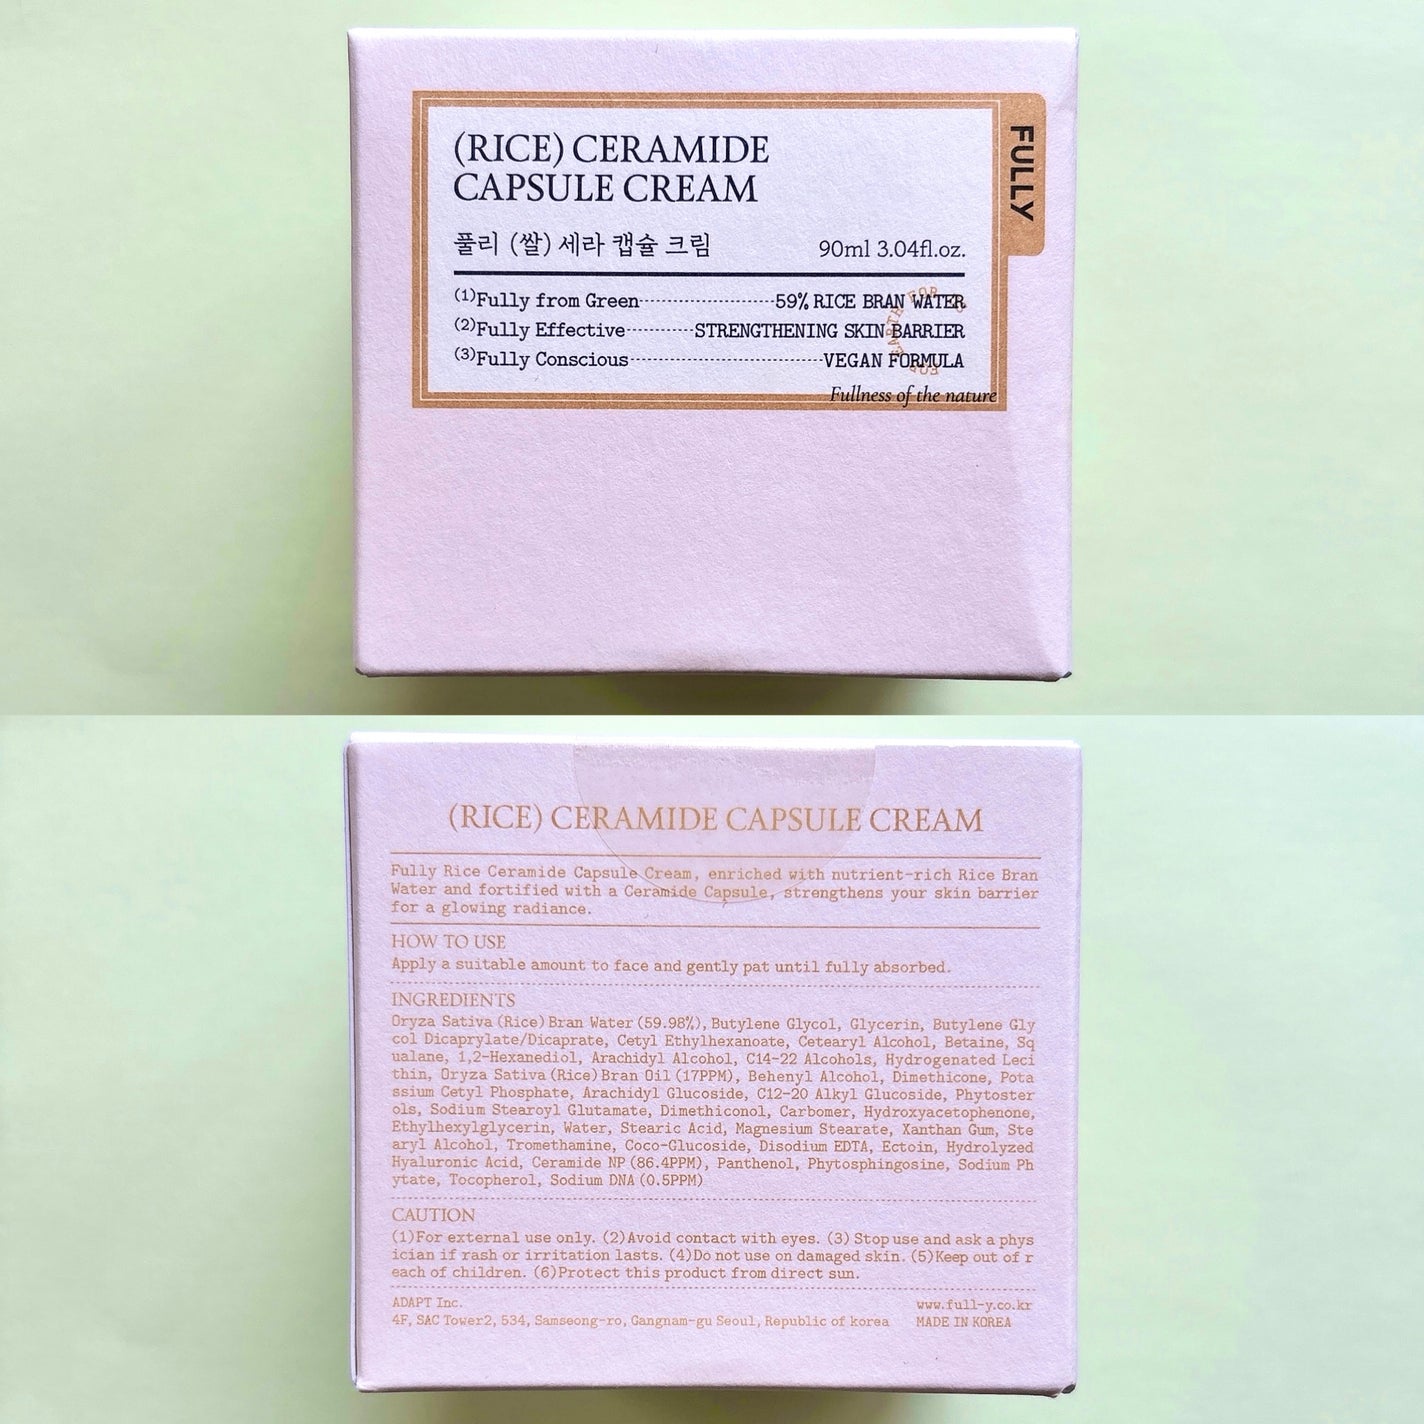 (RICE) CERAMIDE
CAPSULE CREAM
FULLY
풀리 (쌀) 세라 캡슐 크림 90ml 3.04fl.oz.
(1)Fully from Green 59% RICE BRAN WATER
(2)Fully Effective STRENGTHENING SKIN BARRIER
(3)Fully Conscious VEGAN FORMULA
FOR EARTH FOR
Fullness of the nature
(RICE) CERAMIDE CAPSULE CREAM
Fully Rice Ceramide Capsule Cream, enriched with nutrient-rich Rice Bran
Water and fortified with a Ceramide Capsule, strengthens your skin barrier
for a glowing radiance.
HOW TO USE
Apply a suitable amount to face and gently pat until fully absorbed.
INGREDIENTS
Oryza Sativa (Rice) Bran Water (59.98%), Butylene Glycol, Glycerin, Butylene Gly
col Dicaprylate/Dicaprate, Cetyl Ethylhexanoate, Cetearyl Alcohol, Betaine, Sq
ualane, 1,2-Hexanediol, Arachidyl Alcohol, C14-22 Alcohols, Hydrogenated Leci
thin, Oryza Sativa (Rice) Bran Oil (17PPM), Behenyl Alcohol, Dimethicone, Pota
ssium Cetyl Phosphate, Arachidyl Glucoside, C12-20 Alkyl Glucoside, Phytoster
ols, Sodium Stearoyl Glutamate, Dimethiconol, Carbomer, Hydroxyacetophenone,
Ethylhexylglycerin, Water, Stearic Acid, Magnesium Stearate, Xanthan Gum, Ste
aryl Alcohol, Tromethamine, Coco-Glucoside, Disodium EDTA, Ectoin, Hydrolyzed
Hyaluronic Acid, Ceramide NP (86.4PPM), Panthenol, Phytosphingosine, Sodium Ph
ytate, Tocopherol, Sodium DNA (0.5PPM)
CAUTION
(1)For external use only. (2)Avoid contact with eyes. (3) Stop use and ask a phys
ician if rash or irritation lasts. (4)Do not use on damaged skin. (5)Keep out of r
each of children. (6)Protect this product from direct sun.
ADAPT Inc. www.full-y.co.kr
4F, SAC Tower2, 534, Samseong-ro, Gangnam-gu Seoul, Republic of korea MADE IN KOREA